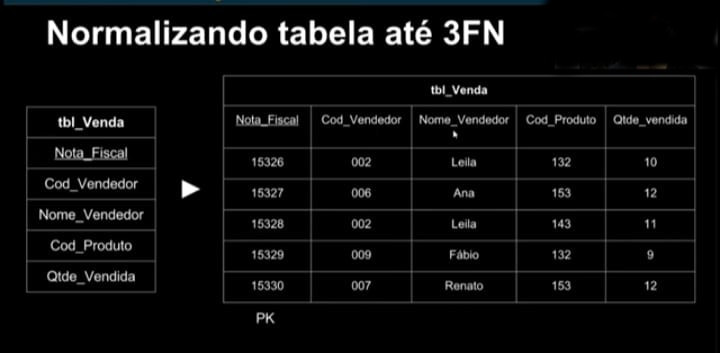 Normalizando tabela até 3FN
tbl_Venda
Nota_Fiscal
Cod_Vendedor
Nome_Vendedor
Cod_Produto
Qtde_Vendida
tbl_Venda
Nota_Fiscal Cod_Vendedor Nome_Vendedor Cod_Produto Qtde_vendida
15326 002 Leila 132 10
15327 006 Ana 153 12
15328 002 Leila 143 11
15329 009 Fábio 132 9
15330 007 Renato 153 12
PK